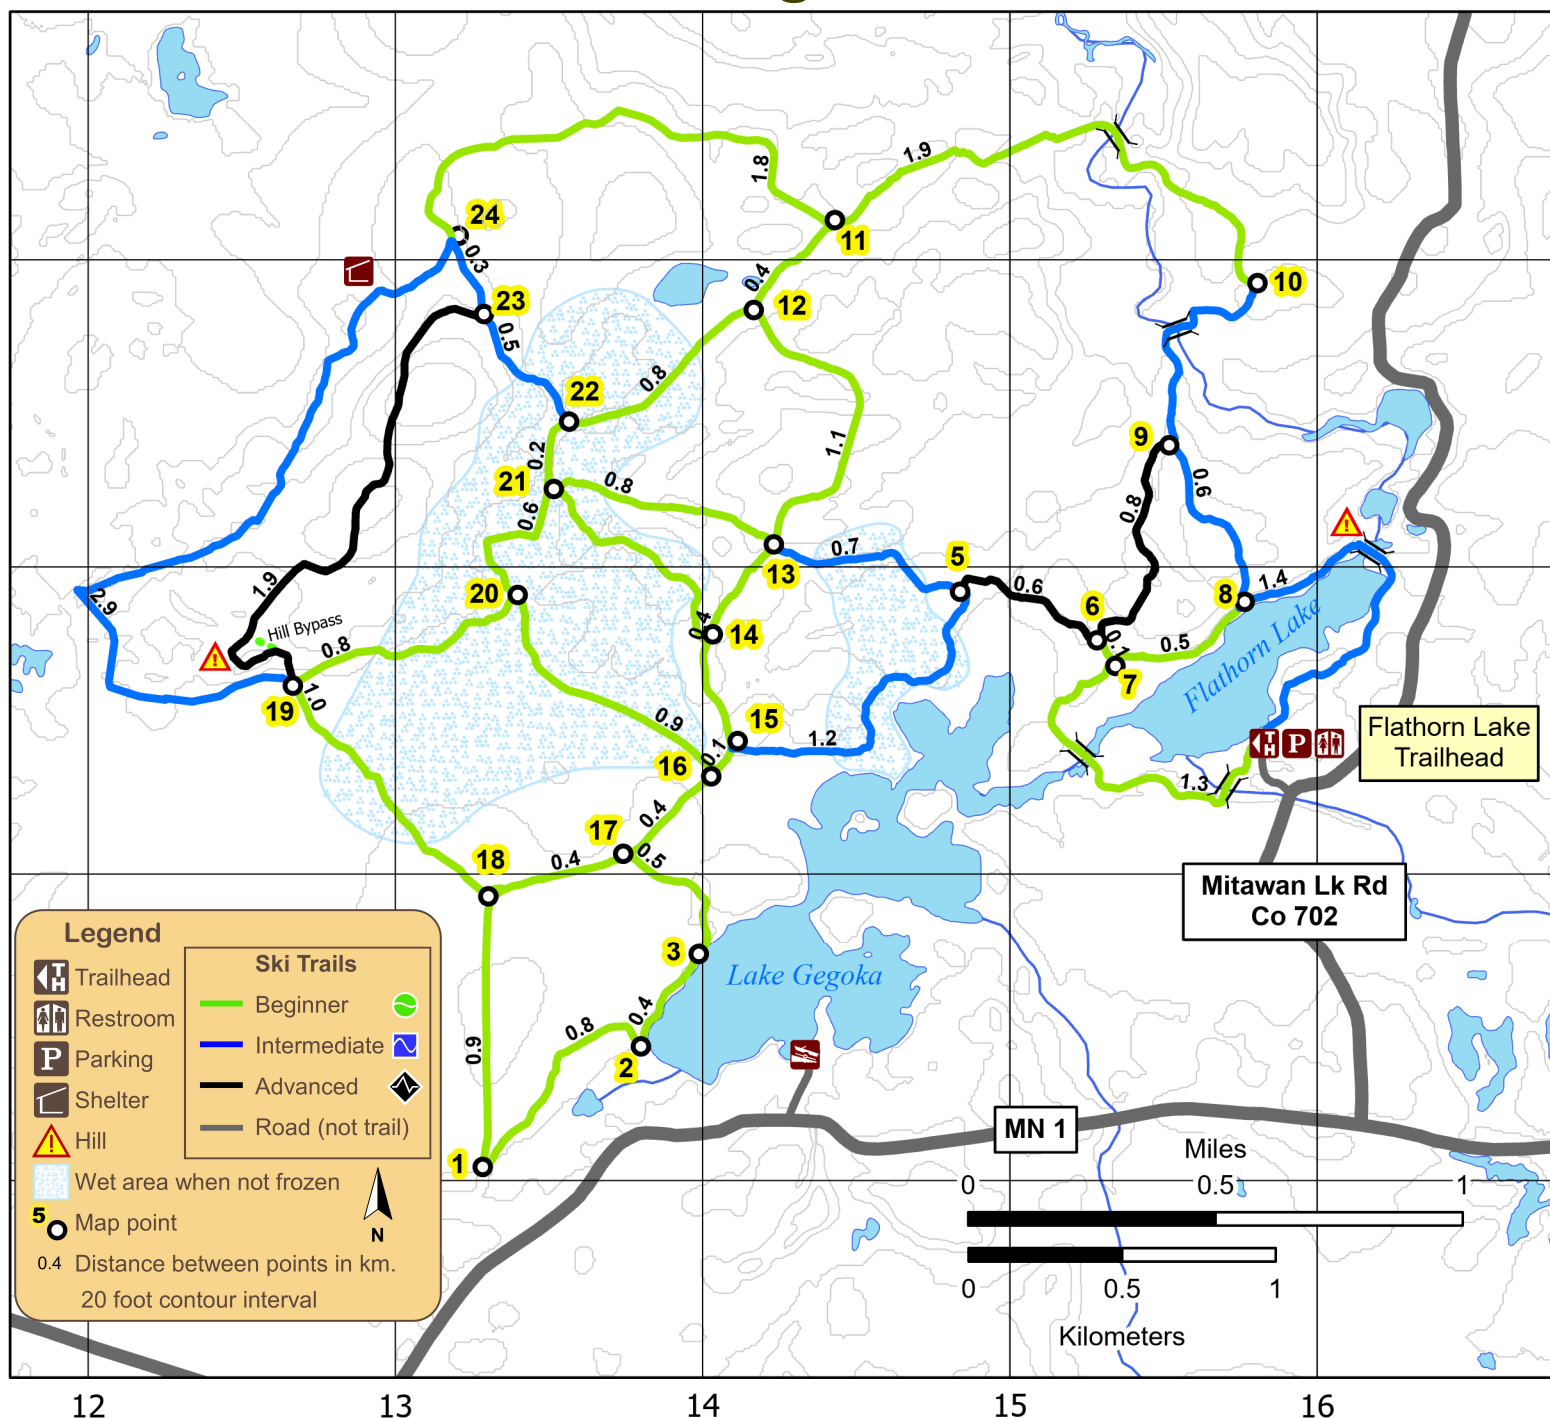 1.8
1.9
24
0.3
11
23
0.4
12
10
0.5
22
0.8
1.1
9
0.2
21
0.8
0.6
0.8
0.6
13
0.7
5
0.6
6
8
1.4
20
2.9
1.9
Hill Bypass
0.8
0.4
14
0.1
0.5
7
Flathorn Lake
19
1.0
0.9
15
0.1
16
1.2
1.3
TH
P
Flathorn Lake
Trailhead
0.4
17
0.5
18
0.4
Mitawan Lk Rd
Co 702
3
Lake Gegoka
0.9
0.8
0.4
2
1
MN 1
Legend
TH Trailhead
Restroom
P Parking
Shelter
! Hill
Wet area when not frozen
5 Map point
0.4 Distance between points in km.
20 foot contour interval
Ski Trails
Beginner
Intermediate
Advanced
Road (not trail)
N
Miles
0 0.5 1
0 0.5 1
Kilometers
12 13 14 15 16